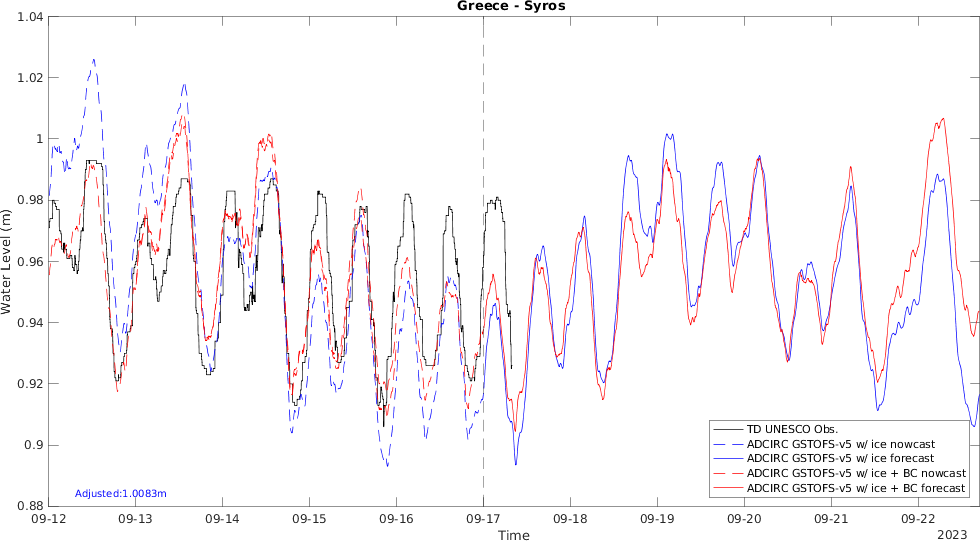 Greece - Syros
Water Level (m)
1.04
1.02
1
0.98
0.96
0.94
0.92
0.9
0.88
Adjusted:1.0083m
TD UNESCO Obs.
ADCIRC GSTOFS-v5 w/ ice nowcast
ADCIRC GSTOFS-v5 w/ ice forecast
ADCIRC GSTOFS-v5 w/ ice + BC nowcast
ADCIRC GSTOFS-v5 w/ ice + BC forecast
09-12 09-13 09-14 09-15 09-16 09-17 09-18 09-19 09-20 09-21 09-22
Time
2023